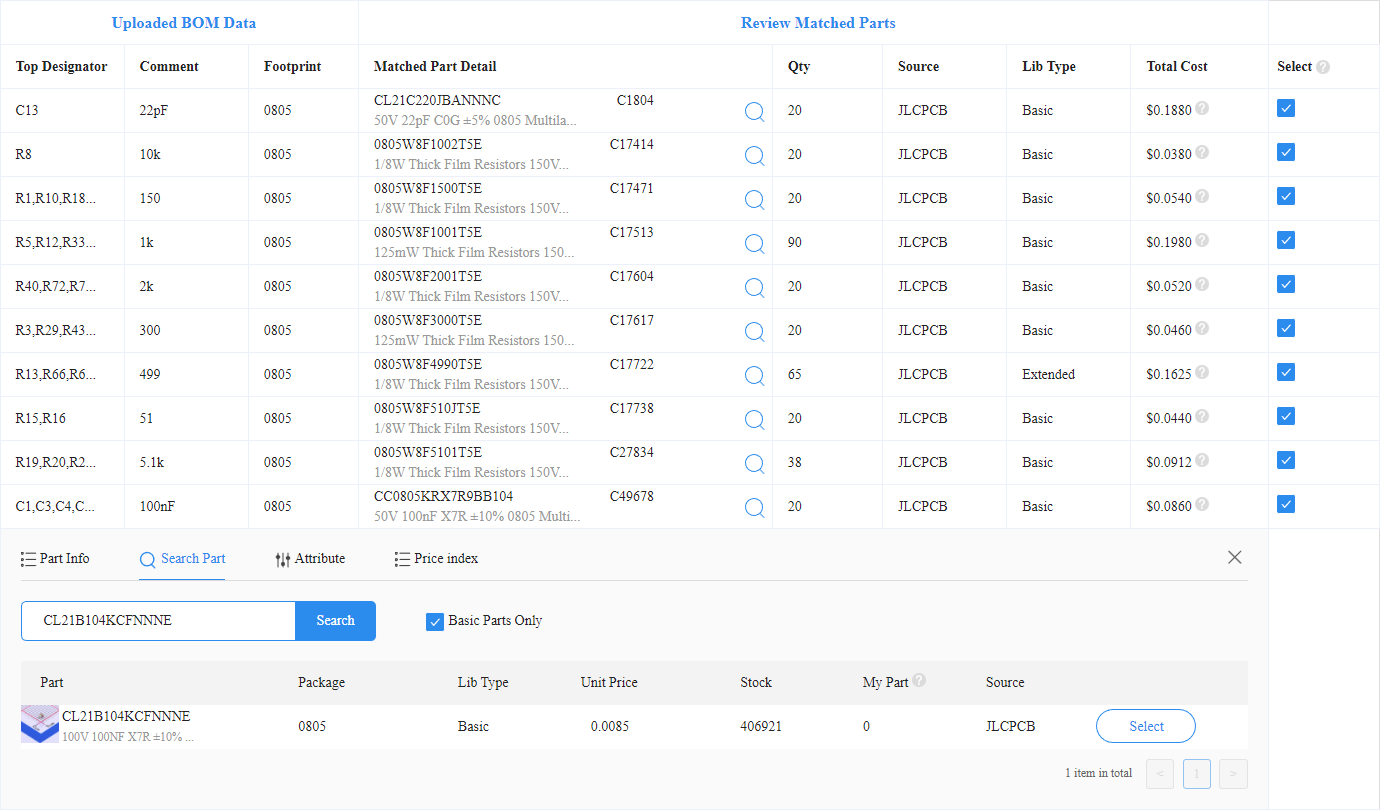 Uploaded BOM Data Review Matched Parts
Top Designator Comment Footprint Matched Part Detail Qty Source Lib Type Total Cost Select ?
C13 22pF 0805 CL21C220JBANNNC C1804 20 JLCPCB Basic $0.1880 ?
50V 22pF C0G ±5% 0805 Multila...
R8 10k 0805 0805W8F1002T5E C17414 20 JLCPCB Basic $0.0380 ?
1/8W Thick Film Resistors 150V...
R1,R10,R18... 150 0805 0805W8F1500T5E C17471 20 JLCPCB Basic $0.0540 ?
1/8W Thick Film Resistors 150V...
R5,R12,R33... 1k 0805 0805W8F1001T5E C17513 90 JLCPCB Basic $0.1980 ?
125mW Thick Film Resistors 150...
R40,R72,R7... 2k 0805 0805W8F2001T5E C17604 20 JLCPCB Basic $0.0520 ?
1/8W Thick Film Resistors 150V...
R3,R29,R43... 300 0805 0805W8F3000T5E C17617 20 JLCPCB Basic $0.0460 ?
125mW Thick Film Resistors 150...
R13,R66,R6... 499 0805 0805W8F4990T5E C17722 65 JLCPCB Extended $0.1625 ?
1/8W Thick Film Resistors 150V...
R15,R16 51 0805 0805W8F510JT5E C17738 20 JLCPCB Basic $0.0440 ?
1/8W Thick Film Resistors 150V...
R19,R20,R2... 5.1k 0805 0805W8F5101T5E C27834 38 JLCPCB Basic $0.0912 ?
1/8W Thick Film Resistors 150V...
C1,C3,C4,C... 100nF 0805 CC0805KRX7R9BB104 C49678 20 JLCPCB Basic $0.0860 ?
50V 100nF X7R ±10% 0805 Multi...
Part Info Search Part Attribute Price index
CL21B104KCFNNNE Search Basic Parts Only
Part Package Lib Type Unit Price Stock My Part ? Source
CL21B104KCFNNNE 0805 Basic 0.0085 406921 0 JLCPCB Select
100V 100NF X7R ±10% ...
1 item in total < 1 >